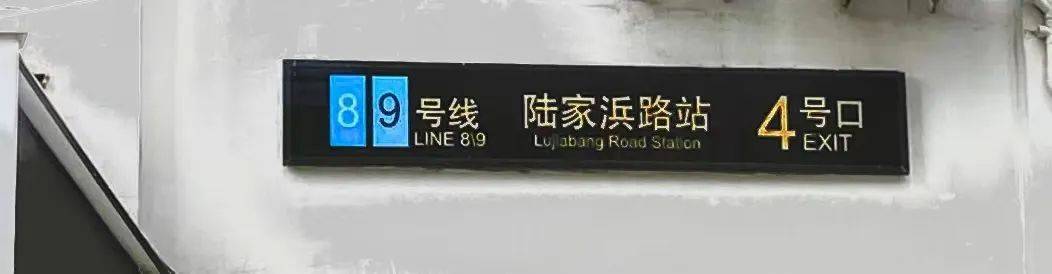 8 9 号线
LINE 8\9
陆家浜路站
Lujiabang Road Station
4 号口
EXIT